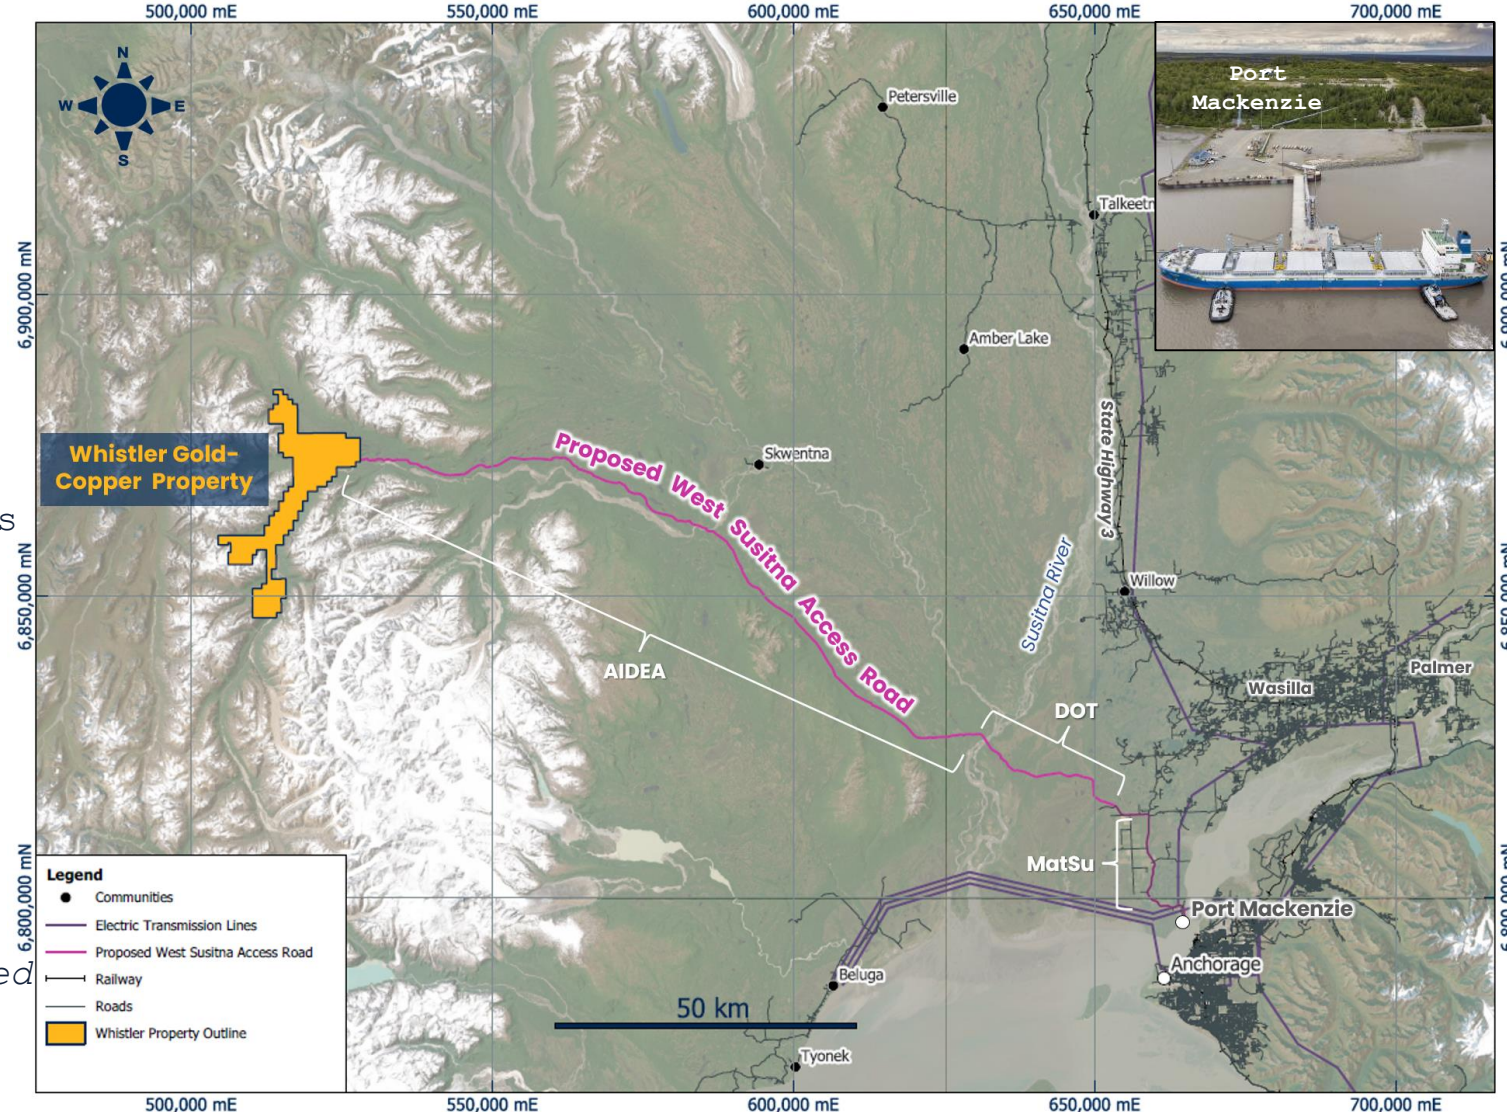 500,000 mE
550,000 mE
600,000 mE
650,000 mE
700,000 mE
N
W
E
S
Port
Mackenzie
Petersville
Talkeetn
6,900,000 mN
Amber Lake
State Highway 3
Whistler Gold-
Copper Property
Proposed West Susitna Access Road
Skwentna
s
Susitna River
Willow
6,850,000 mN
AIDEA
Palmer
Wasilla
DOT
MatSu
Port Mackenzie
6,800,000 mN
Anchorage
Beluga
50 km
Tyonek
Legend
Communities
Electric Transmission Lines
Proposed West Susitna Access Road
ed
Railway
Roads
Whistler Property Outline
500,000 mE
550,000 mE
600,000 mE
650,000 mE
700,000 mE